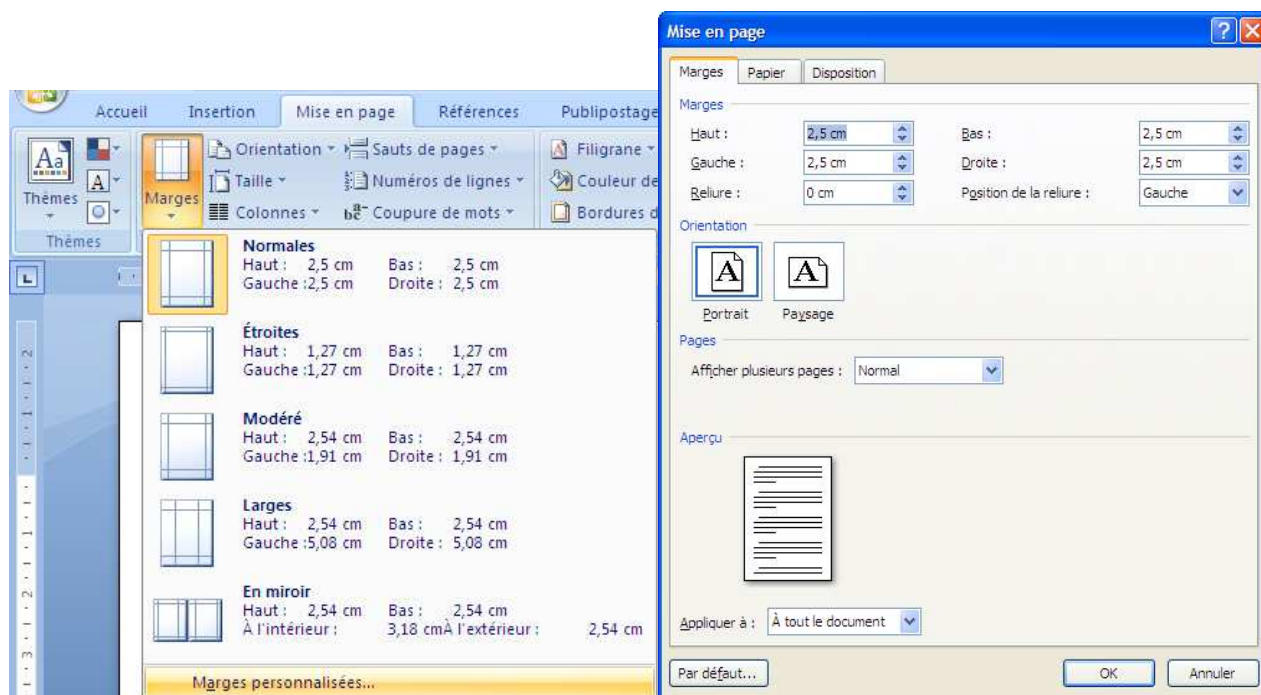 Accueil Insertion Mise en page Références Publipostage
Aa Orientation Sauts de pages Filigrane
A Taille Numéros de lignes Couleur de
Thèmes Marges Colonnes Coupure de mots Bordures d
Thèmes
Normales
Haut : 2,5 cm Bas : 2,5 cm
Gauche :2,5 cm Droite : 2,5 cm
Étroites
Haut : 1,27 cm Bas : 1,27 cm
Gauche :1,27 cm Droite : 1,27 cm
Modéré
Haut : 2,54 cm Bas : 2,54 cm
Gauche :1,91 cm Droite : 1,91 cm
Larges
Haut : 2,54 cm Bas : 2,54 cm
Gauche :5,08 cm Droite : 5,08 cm
En miroir
Haut : 2,54 cm Bas : 2,54 cm
À l'intérieur : 3,18 cmÀ l'extérieur : 2,54 cm
Marges personnalisées...
2
1
1
2
3
Mise en page
Marges Papier Disposition
Marges
Haut : 2,5 cm Bas : 2,5 cm
Gauche : 2,5 cm Droite : 2,5 cm
Reliure : 0 cm Position de la reliure : Gauche
Orientation
A A
Portrait Paysage
Pages
Afficher plusieurs pages : Normal
Aperçu
Appliquer à : À tout le document
Par défaut... OK Annuler